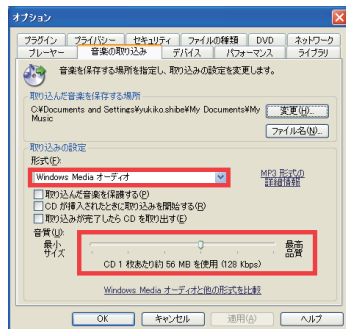 オプション
プラグイン プライバシー セキュリティ ファイルの種類 DVD ネットワーク
プレーヤー 音楽の取り込み デバイス パフォーマンス ライブラリ
音楽を保存する場所を指定し、取り込みの設定を変更します。
取り込んだ音楽を保存する場所
C:¥Documents and Settings¥yukiko.shibe¥My Documents¥My
Music
変更(H)...
ファイル名(N)...
取り込みの設定
形式(F):
Windows Media オーディオ
MP3 形式の
詳細情報
取り込んだ音楽を保護する(P)
CD が挿入されたときに取り込みを開始する(R)
取り込みが完了したら CD を取り出す(E)
音質(U):
最小
サイズ
最高
品質
CD 1 枚あたり約 56 MB を使用 (128 Kbps)
Windows Media オーディオと他の形式を比較
OK キャンセル 適用(A) ヘルプ